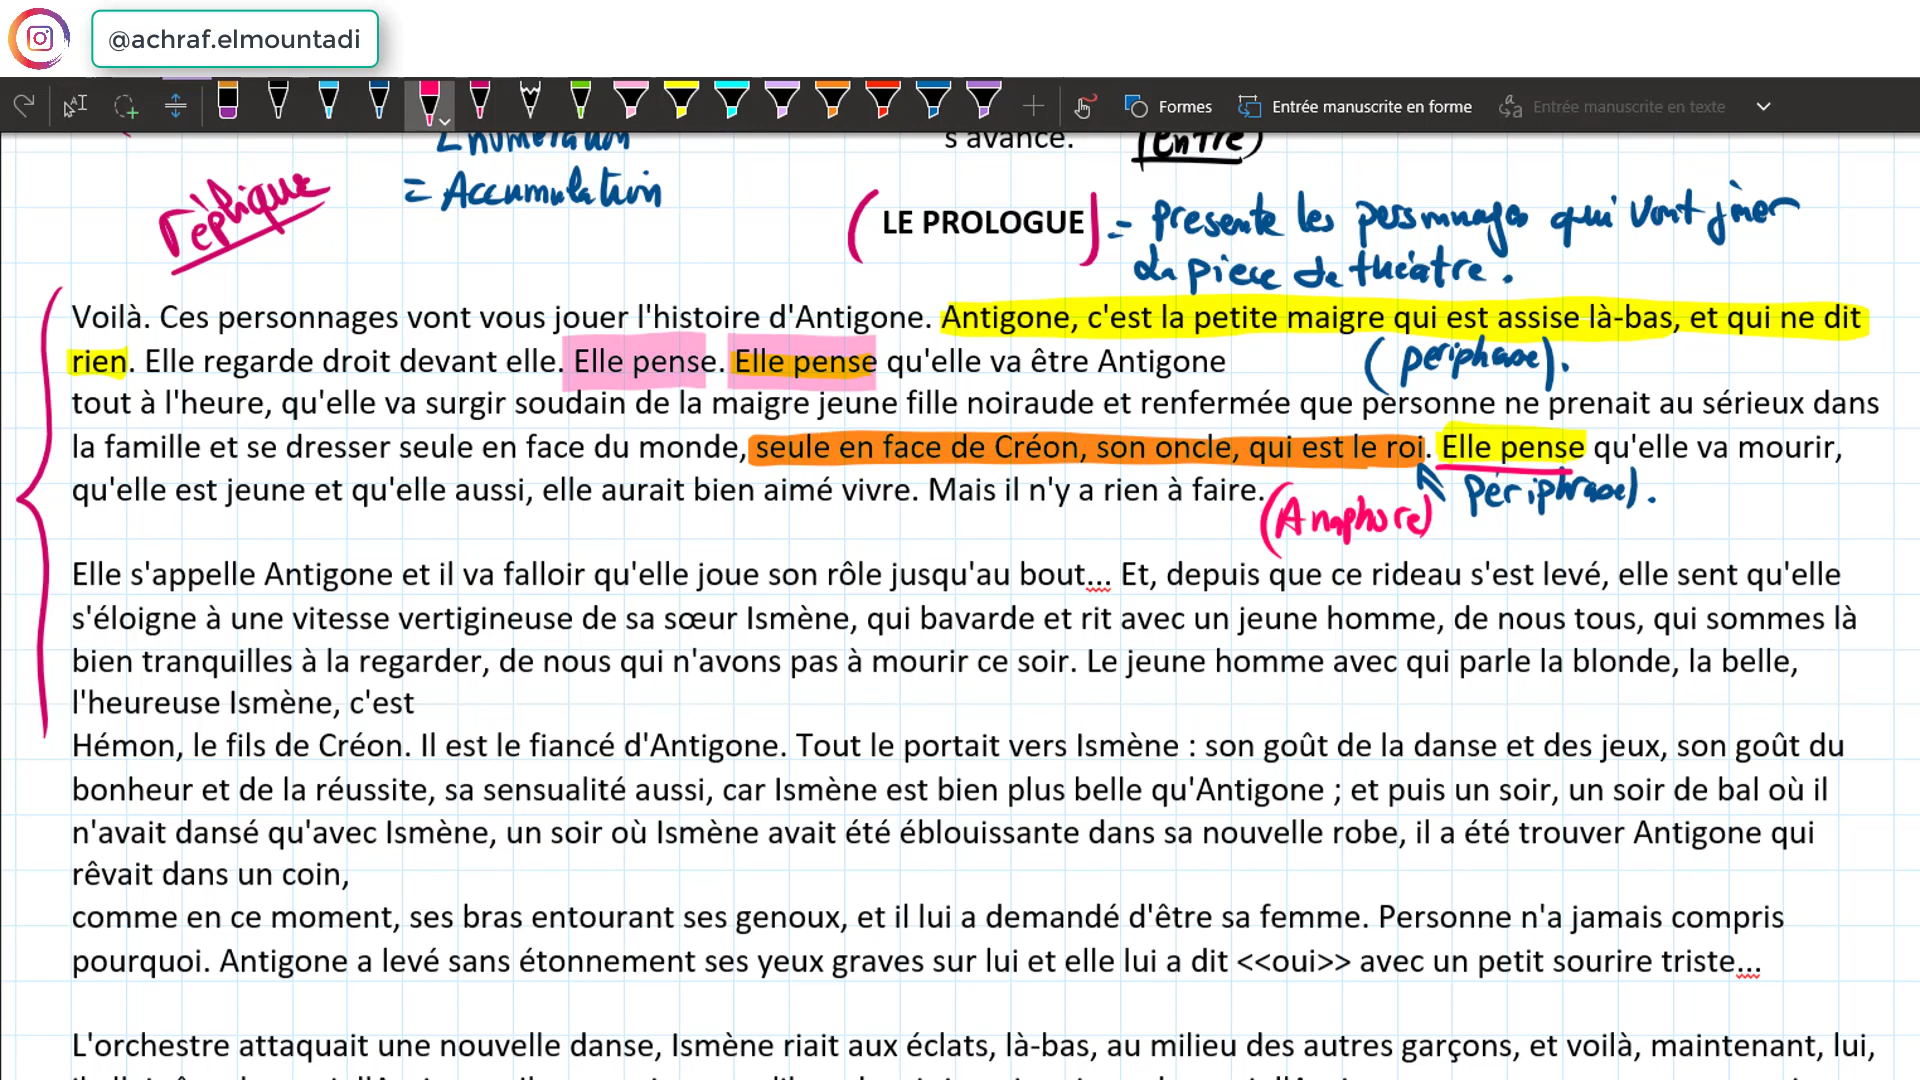 @achraf.elmountadi
Formes
Entrée manuscrite en forme
Entrée manuscrite en texte
s'avance.
(Entre)
Enumération
= Accumulation
réplique
(LE PROLOGUE) = présente les personnages qui vont jouer
la pièce de théâtre.
Voilà. Ces personnages vont vous jouer l'histoire d'Antigone. Antigone, c'est la petite maigre qui est assise là-bas, et qui ne dit
rien. Elle regarde droit devant elle. Elle pense. Elle pense qu'elle va être Antigone
(periphase).
tout à l'heure, qu'elle va surgir soudain de la maigre jeune fille noiraude et renfermée que personne ne prenait au sérieux dans
la famille et se dresser seule en face du monde, seule en face de Créon, son oncle, qui est le roi. Elle pense qu'elle va mourir,
qu'elle est jeune et qu'elle aussi, elle aurait bien aimé vivre. Mais il n'y a rien à faire.
periphrase).
(Anaphore)
Elle s'appelle Antigone et il va falloir qu'elle joue son rôle jusqu'au bout... Et, depuis que ce rideau s'est levé, elle sent qu'elle
s'éloigne à une vitesse vertigineuse de sa sœur Ismène, qui bavarde et rit avec un jeune homme, de nous tous, qui sommes là
bien tranquilles à la regarder, de nous qui n'avons pas à mourir ce soir. Le jeune homme avec qui parle la blonde, la belle,
l'heureuse Ismène, c'est
Hémon, le fils de Créon. Il est le fiancé d'Antigone. Tout le portait vers Ismène : son goût de la danse et des jeux, son goût du
bonheur et de la réussite, sa sensualité aussi, car Ismène est bien plus belle qu'Antigone ; et puis un soir, un soir de bal où il
n'avait dansé qu'avec Ismène, un soir où Ismène avait été éblouissante dans sa nouvelle robe, il a été trouver Antigone qui
rêvait dans un coin,
comme en ce moment, ses bras entourant ses genoux, et il lui a demandé d'être sa femme. Personne n'a jamais compris
pourquoi. Antigone a levé sans étonnement ses yeux graves sur lui et elle lui a dit <<oui>> avec un petit sourire triste...
L'orchestre attaquait une nouvelle danse, Ismène riait aux éclats, là-bas, au milieu des autres garçons, et voilà, maintenant, lui,